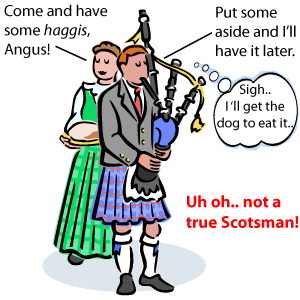 Come and have
some haggis,
Angus!
Put some
aside and I'll
have it later.
Sigh..
I 'll get the
dog to eat it..
Uh oh.. not a
true Scotsman!